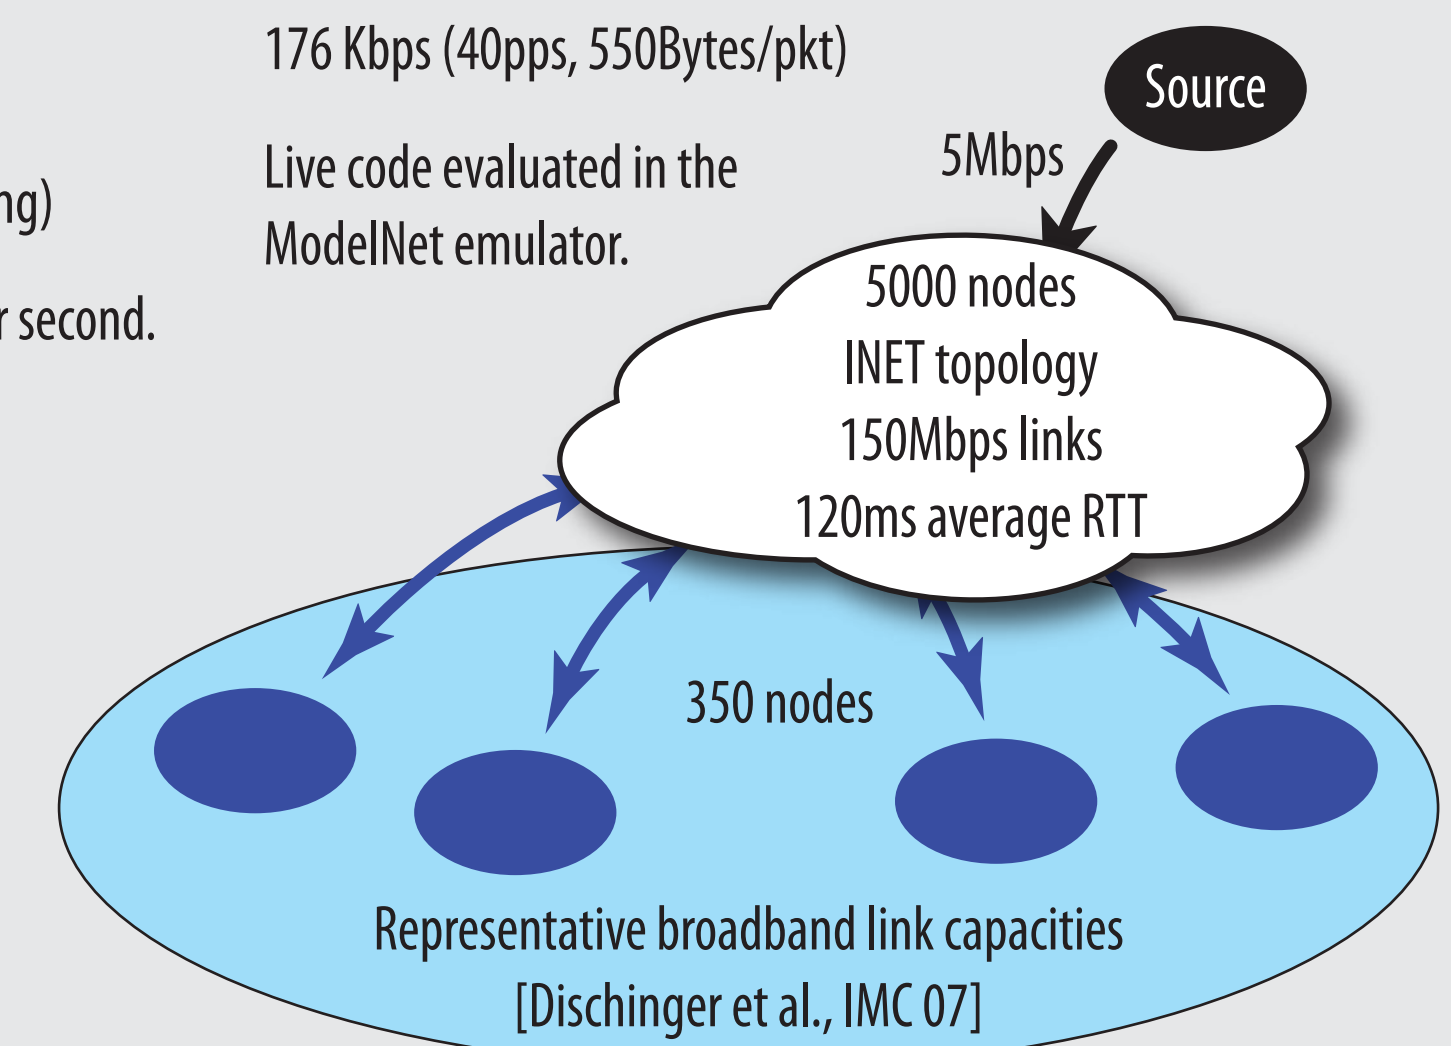 176 Kbps (40pps, 550Bytes/pkt)
Live code evaluated in the
ModelNet emulator.
second.
Source
5Mbps
5000 nodes
INET topology
150Mbps links
120ms average RTT
350 nodes
Representative broadband link capacities
[Dischinger et al., IMC 07]